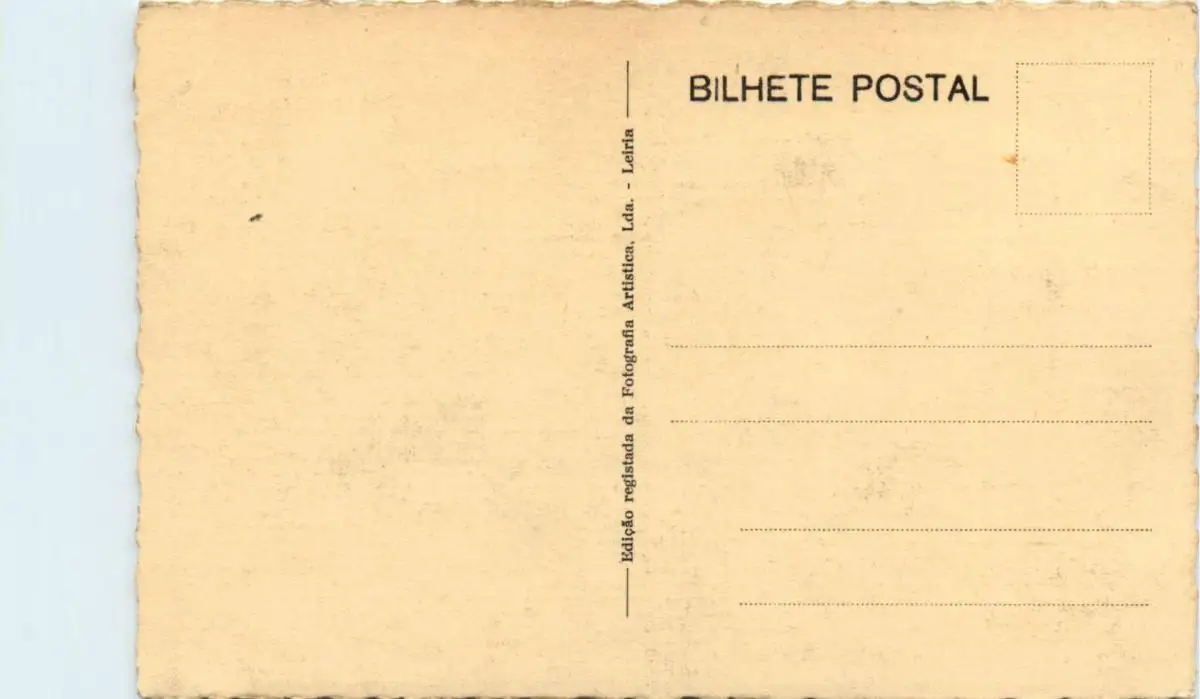 BILHETE POSTAL
Edição registada da Fotografia Artistica, Lda. - Leiria